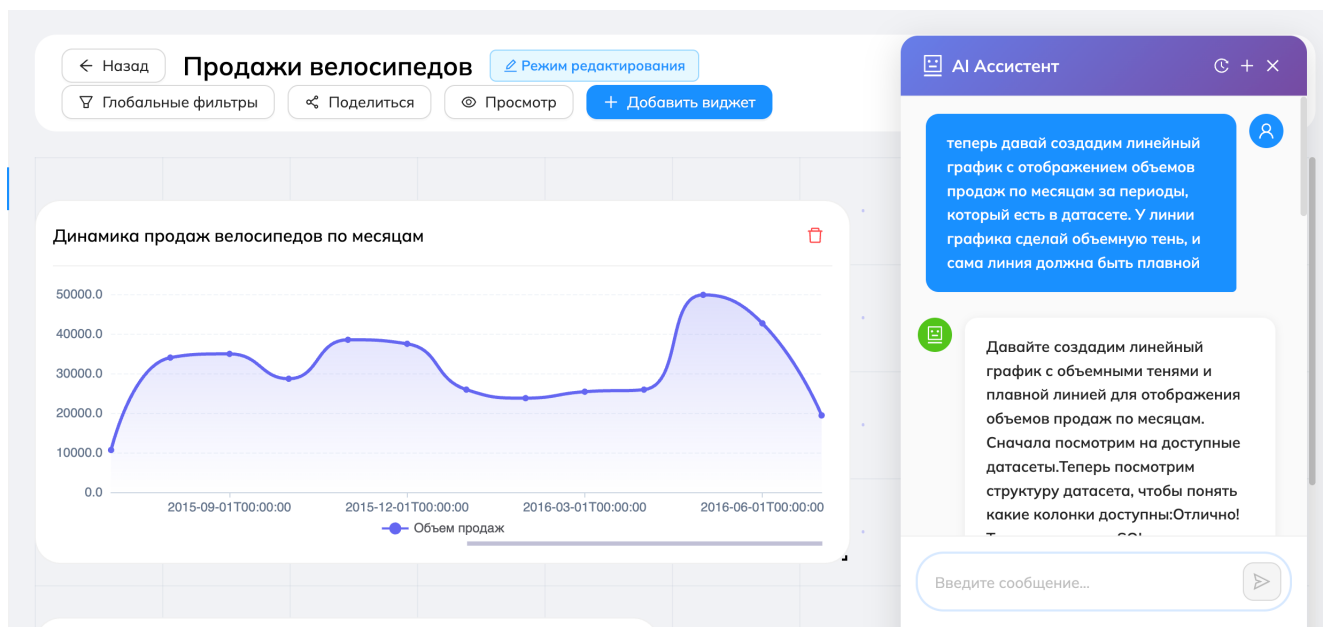 Назад
Продажи велосипедов
Режим редактирования
Глобальные фильтры
Поделиться
Просмотр
Добавить виджет
Динамика продаж велосипедов по месяцам
50000.0
40000.0
30000.0
20000.0
10000.0
0.0
2015-09-01T00:00:00
2015-12-01T00:00:00
2016-03-01T00:00:00
2016-06-01T00:00:00
Объем продаж
AI Ассистент
теперь давай создадим линейный
график с отображением объемов
продаж по месяцам за периоды,
который есть в датасете. У линии
графика сделай объемную тень, и
сама линия должна быть плавной
Давайте создадим линейный
график с объемными тенями и
плавной линией для отображения
объемов продаж по месяцам.
Сначала посмотрим на доступные
датасеты.Теперь посмотрим
структуру датасета, чтобы понять
какие колонки доступны:Отлично!
Введите сообщение...